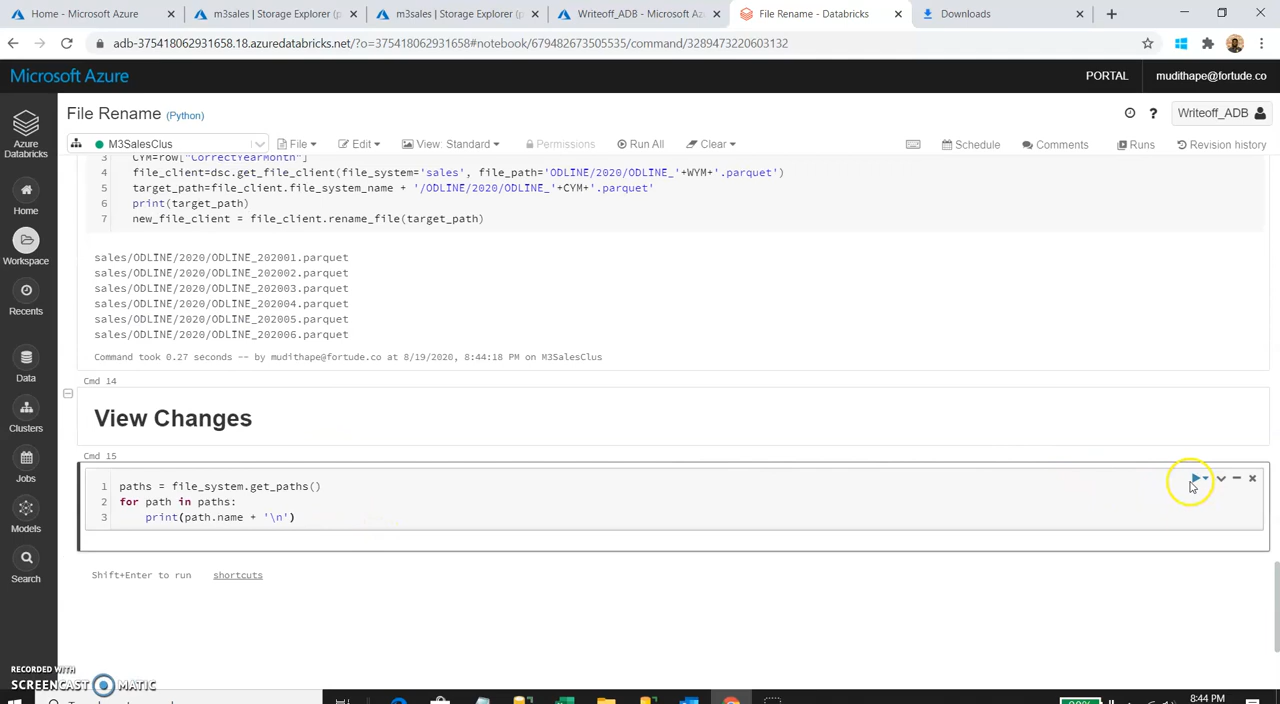 Home - Microsoft Azure
m3sales | Storage Explorer (p
m3sales | Storage Explorer (p
Writeoff_ADB - Microsoft Az
File Rename - Databricks
Downloads
adb-375418062931658.18.azuredatabricks.net/?o=375418062931658#notebook/679482673505535/command/3289473220603132
Microsoft Azure
PORTAL
mudithape@fortude.co
Azure Databricks
Home
Workspace
Recents
Data
Clusters
Jobs
Models
Search
File Rename (Python)
Writeoff_ADB
M3SalesClus
File
Edit
View: Standard
Permissions
Run All
Clear
Schedule
Comments
Runs
Revision history
3 CYM=row["CorrectYearMonth"]
4 file_client=dsc.get_file_client(file_system='sales', file_path='ODLINE/2020/ODLINE_'+WYM+'.parquet')
5 target_path=file_client.file_system_name + '/ODLINE/2020/ODLINE_'+CYM+'.parquet'
6 print(target_path)
7 new_file_client = file_client.rename_file(target_path)
sales/ODLINE/2020/ODLINE_202001.parquet
sales/ODLINE/2020/ODLINE_202002.parquet
sales/ODLINE/2020/ODLINE_202003.parquet
sales/ODLINE/2020/ODLINE_202004.parquet
sales/ODLINE/2020/ODLINE_202005.parquet
sales/ODLINE/2020/ODLINE_202006.parquet
Command took 0.27 seconds -- by mudithape@fortude.co at 8/19/2020, 8:44:18 PM on M3SalesClus
Cmd 14
View Changes
Cmd 15
1 paths = file_system.get_paths()
2 for path in paths:
3 print(path.name + '\n')
Shift+Enter to run shortcuts
RECORDED WITH
SCREENCAST MATIC
8:44 PM